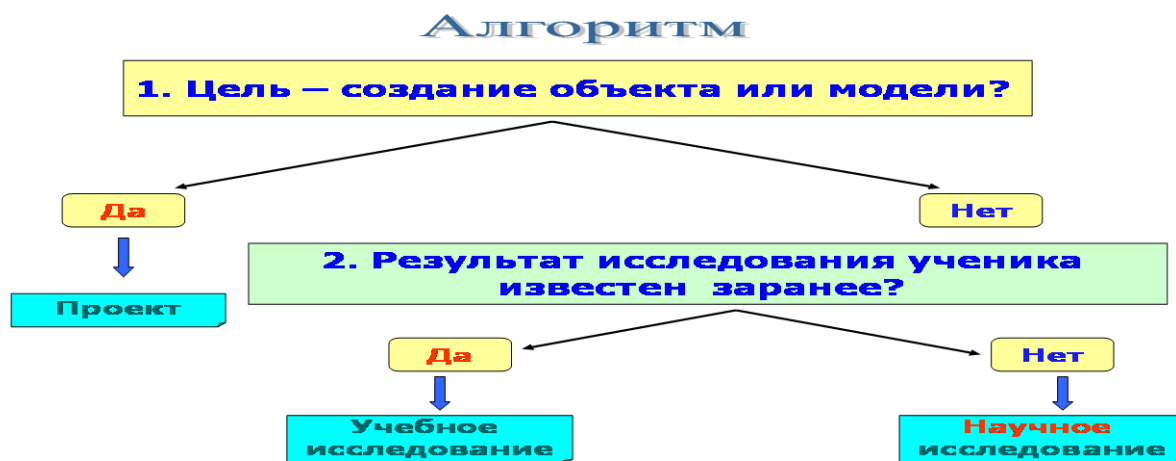 Алгоритм
1. Цель – создание объекта или модели?
Да
Нет
2. Результат исследования ученика
известен заранее?
Проект
Да
Нет
Учебное
исследование
Научное
исследование